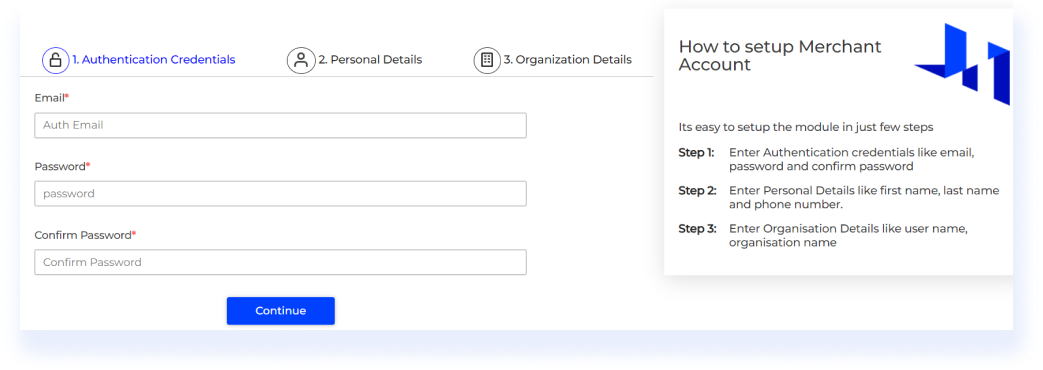 1. Authentication Credentials
2. Personal Details
3. Organization Details
Email*
Auth Email
Password*
password
Confirm Password*
Confirm Password
Continue
How to setup Merchant
Account
Its easy to setup the module in just few steps
Step 1: Enter Authentication credentials like email,
password and confirm password
Step 2: Enter Personal Details like first name, last name
and phone number.
Step 3: Enter Organisation Details like user name,
organisation name